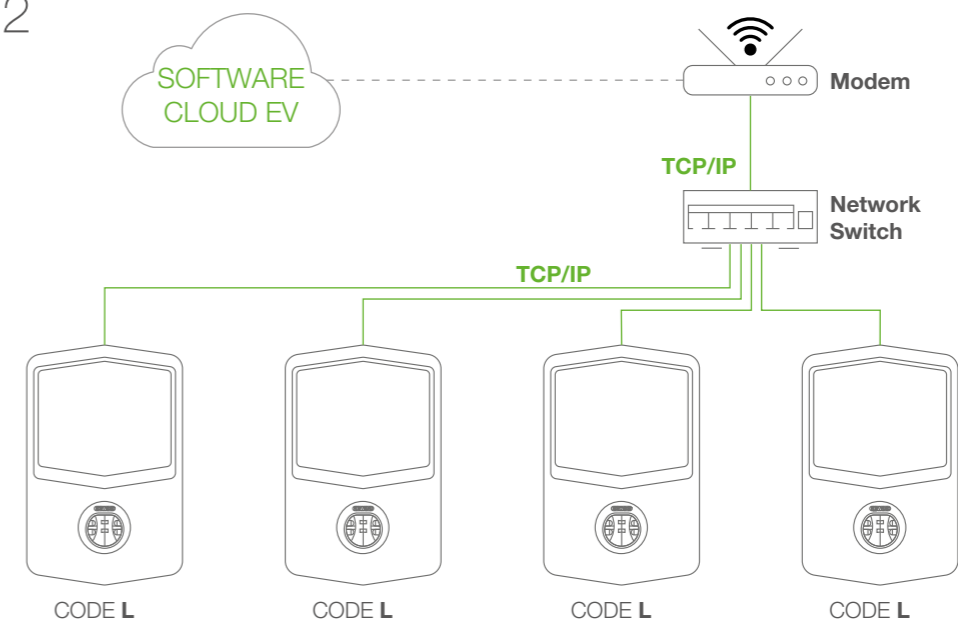 2
SOFTWARE
CLOUD EV
Modem
TCP/IP
Network
Switch
TCP/IP
CODE L
CODE L
CODE L
CODE L